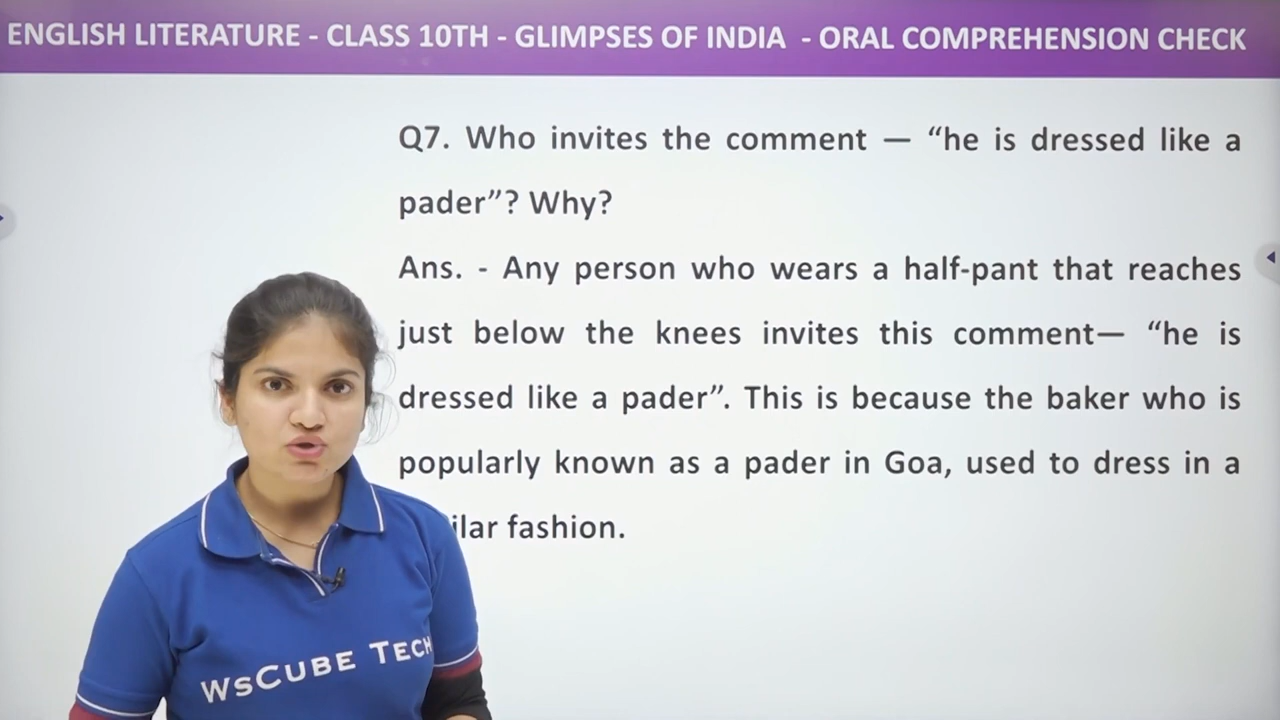 ENGLISH LITERATURE - CLASS 10TH - GLIMPSES OF INDIA - ORAL COMPREHENSION CHECK
Q7. Who invites the comment — “he is dressed like a
pader”? Why?
Ans. - Any person who wears a half-pant that reaches
just below the knees invites this comment— “he is
dressed like a pader”. This is because the baker who is
popularly known as a pader in Goa, used to dress in a
ilar fashion.
WSCUBE TECH